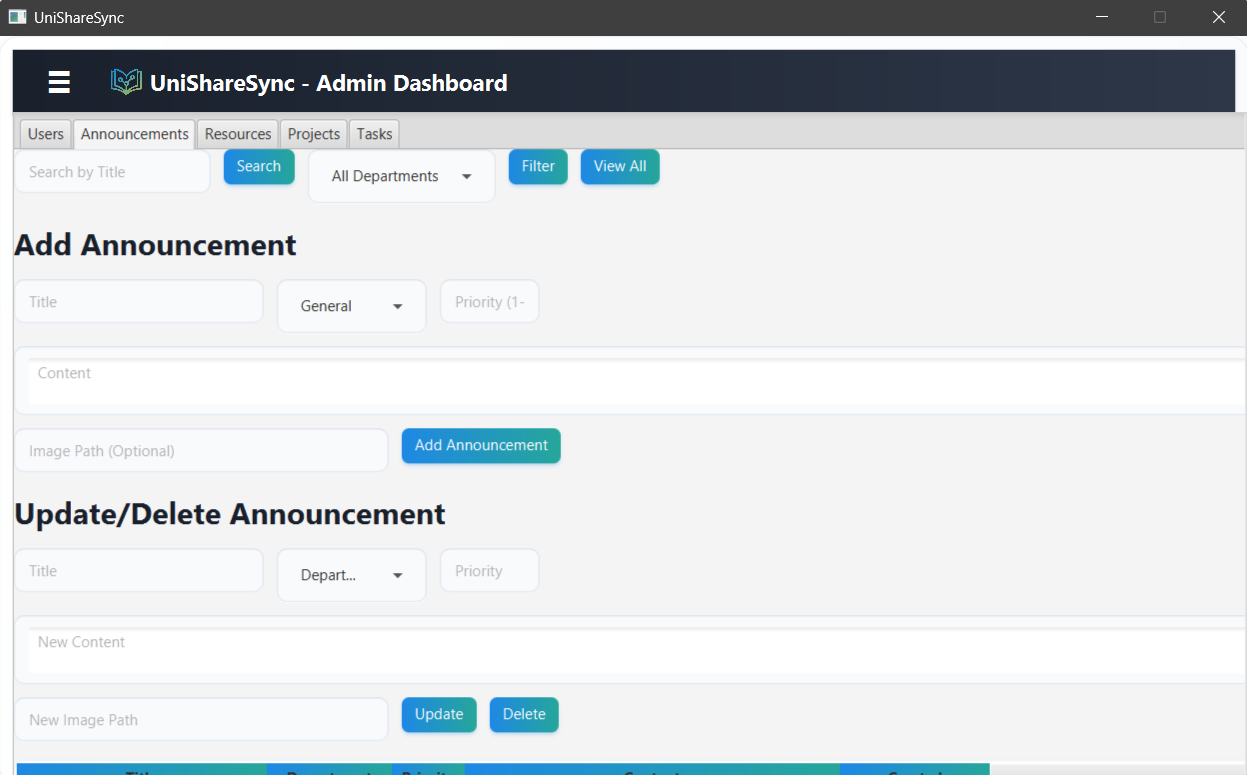 UniShareSync
UniShareSync - Admin Dashboard
Users Announcements Resources Projects Tasks
Search by Title Search All Departments Filter View All
Add Announcement
Title General Priority (1-
Content
Image Path (Optional) Add Announcement
Update/Delete Announcement
Title Depart... Priority
New Content
New Image Path Update Delete